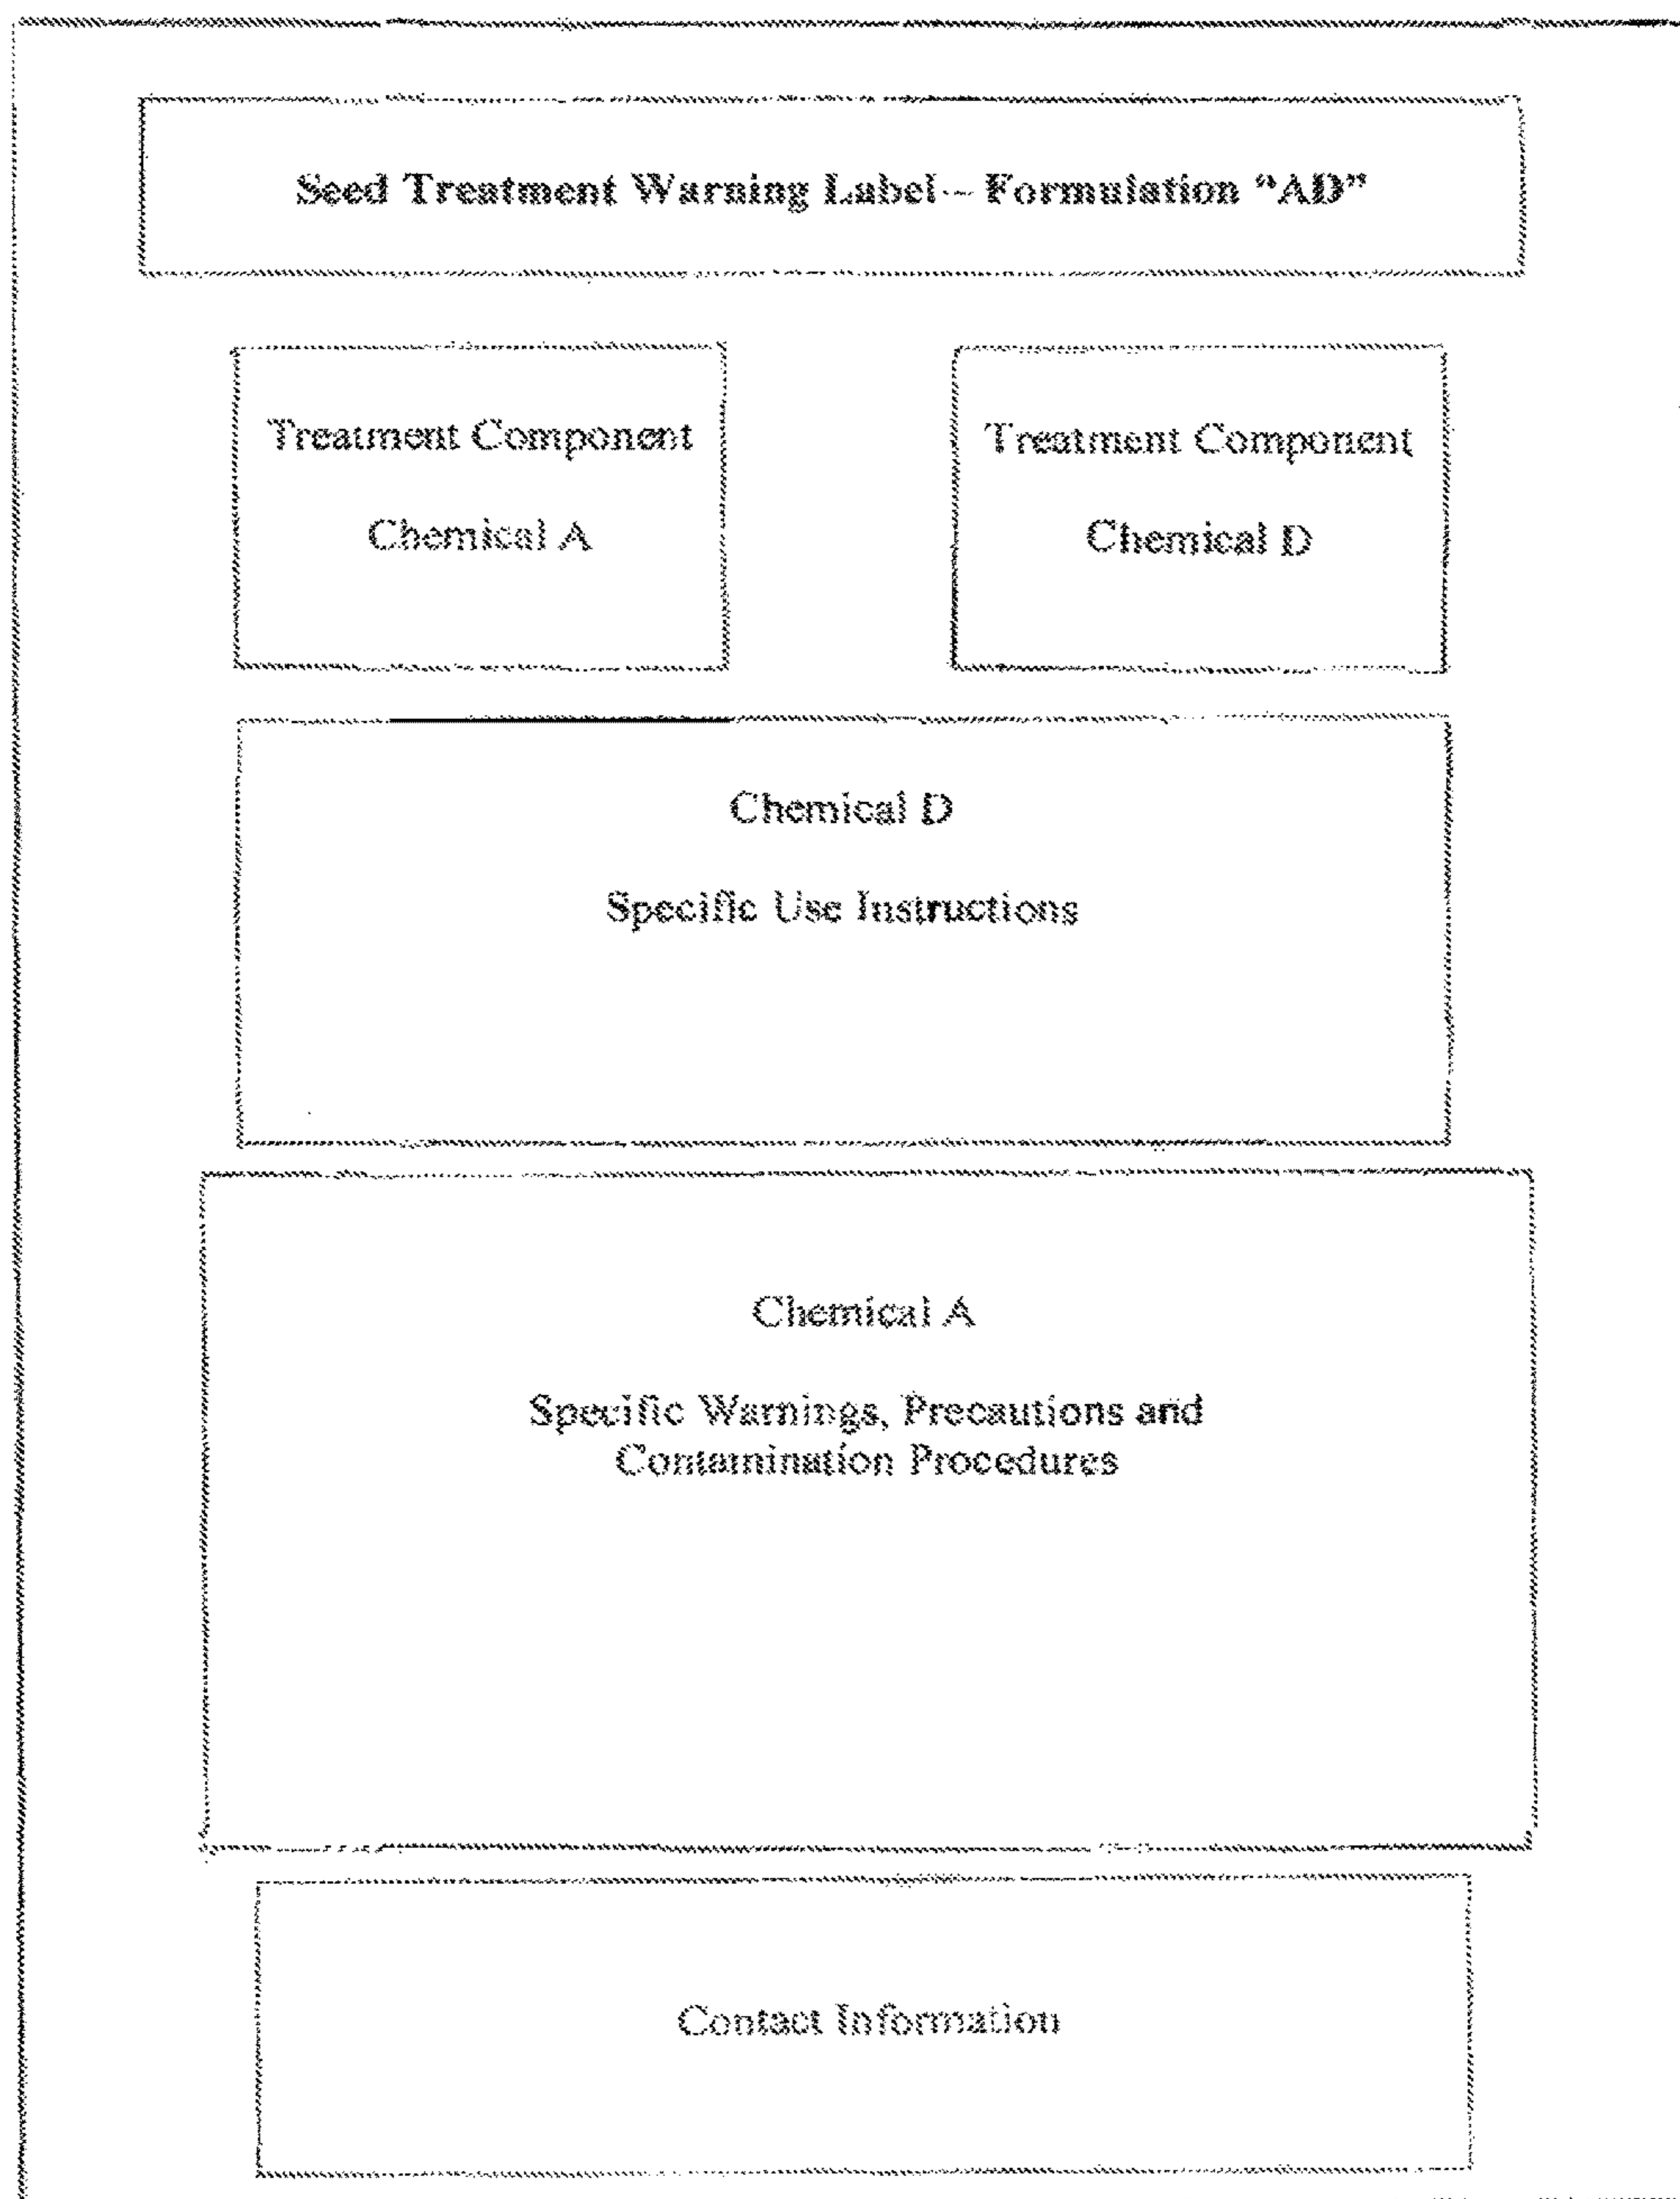 Seed Treatment Warning Label -- Formulation "AD"
Treatment Component
Chemical A
Treatment Component
Chemical D
Chemical D
Specific Use Instructions
Chemical A
Specific Warnings, Precautions and
Contamination Procedures
Contact Information